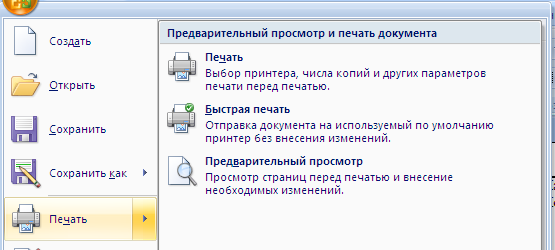 Создать
Открыть
Сохранить
Сохранить как
Печать
Предварительный просмотр и печать документа
Печать
Выбор принтера, числа копий и других параметров
печати перед печатью.
Быстрая печать
Отправка документа на используемый по умолчанию
принтер без внесения изменений.
Предварительный просмотр
Просмотр страниц перед печатью и внесение
необходимых изменений.